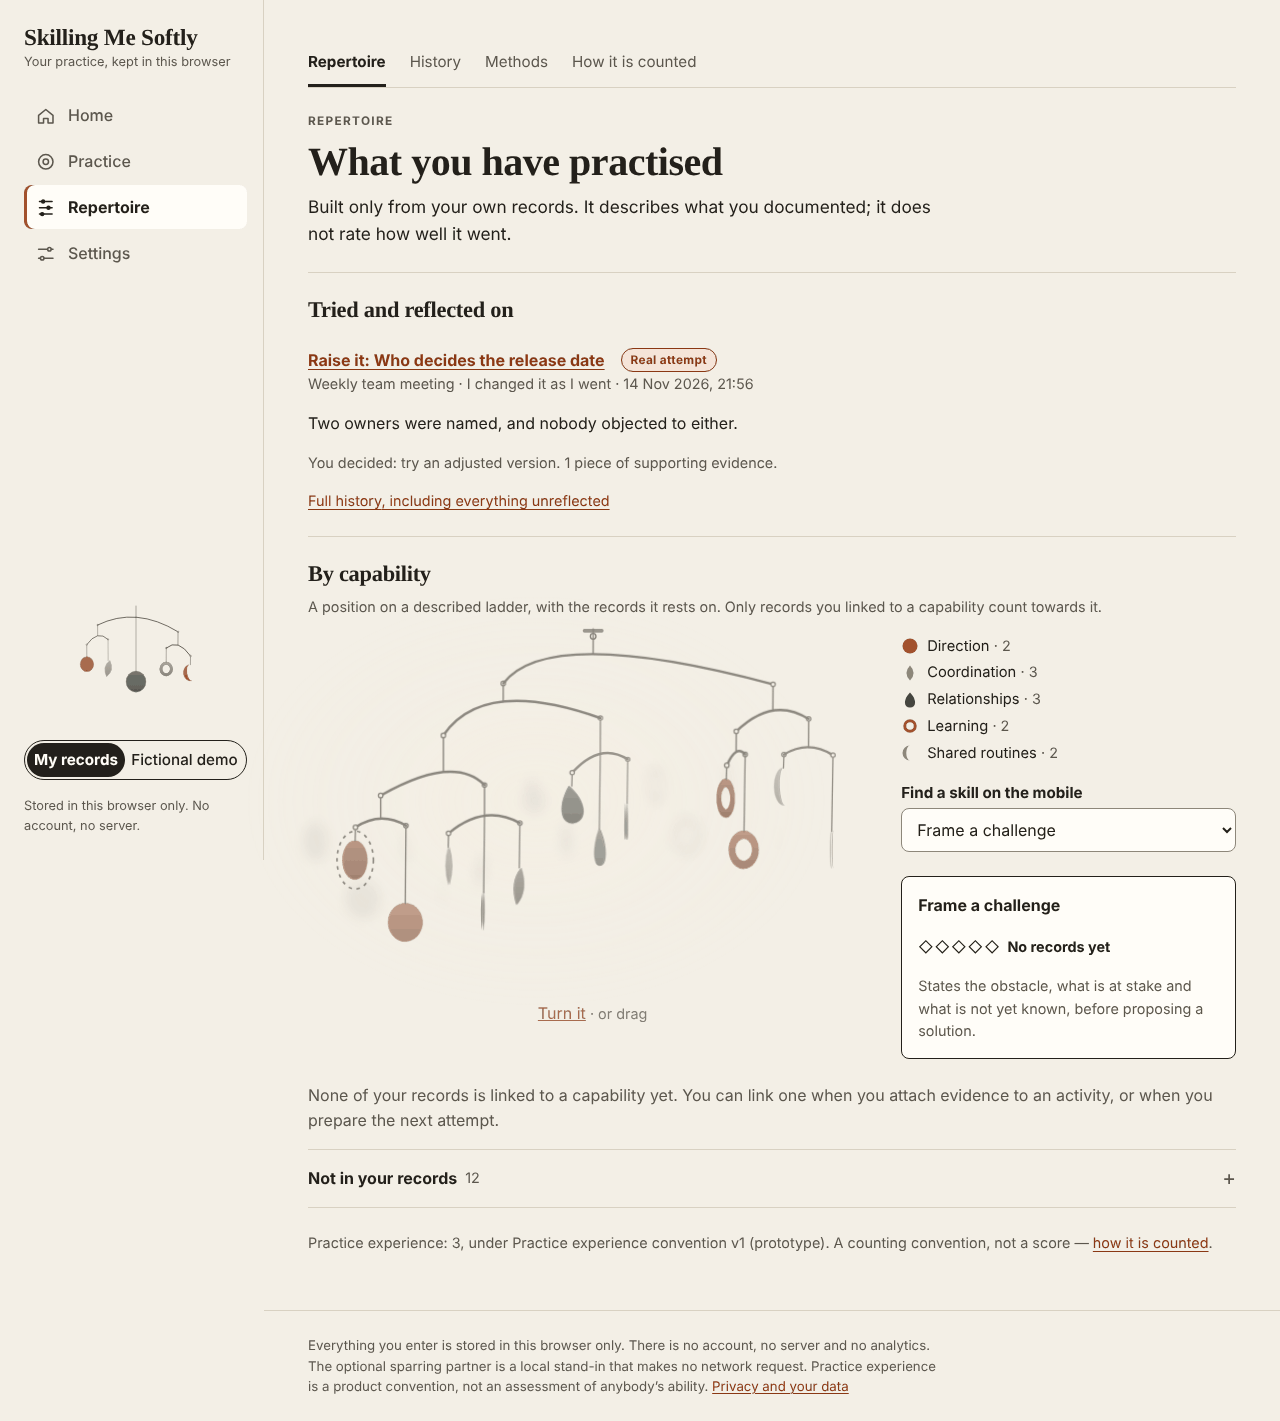 Skilling Me Softly
Your practice, kept in this browser
Home
Practice
Repertoire
Settings
My records
Fictional demo
Stored in this browser only. No
account, no server.
Repertoire
History
Methods
How it is counted
REPERTOIRE
What you have practised
Built only from your own records. It describes what you documented; it does
not rate how well it went.
Tried and reflected on
Raise it: Who decides the release date
Real attempt
Weekly team meeting · I changed it as I went · 14 Nov 2026, 21:56
Two owners were named, and nobody objected to either.
You decided: try an adjusted version. 1 piece of supporting evidence.
Full history, including everything unreflected
By capability
A position on a described ladder, with the records it rests on. Only records you linked to a capability count towards it.
Turn it · or drag
Direction · 2
Coordination · 3
Relationships · 3
Learning · 2
Shared routines · 2
Find a skill on the mobile
Frame a challenge
Frame a challenge
No records yet
States the obstacle, what is at stake and
what is not yet known, before proposing a
solution.
None of your records is linked to a capability yet. You can link one when you attach evidence to an activity, or when you
prepare the next attempt.
Not in your records 12
+
Practice experience: 3, under Practice experience convention v1 (prototype). A counting convention, not a score — how it is counted.
Everything you enter is stored in this browser only. There is no account, no server and no analytics.
The optional sparring partner is a local stand-in that makes no network request. Practice experience
is a product convention, not an assessment of anybody’s ability. Privacy and your data